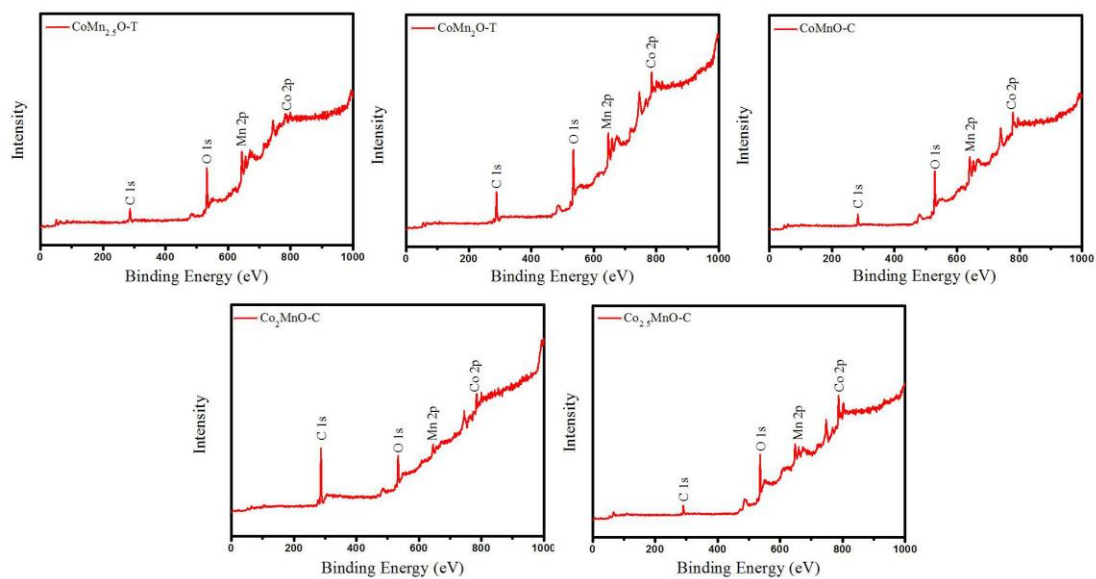 CoMn2.5O-T
Intensity
C 1s
O 1s
Mn 2p
Co 2p
0 200 400 600 800 1000
Binding Energy (eV)
CoMn2O-T
Intensity
C 1s
O 1s
Mn 2p
Co 2p
0 200 400 600 800 1000
Binding Energy (eV)
CoMnO-C
Intensity
C 1s
O 1s
Mn 2p
Co 2p
0 200 400 600 800 1000
Binding Energy (eV)
Co2MnO-C
Intensity
C 1s
O 1s
Mn 2p
Co 2p
0 200 400 600 800 1000
Binding Energy (eV)
Co2.5MnO-C
Intensity
C 1s
O 1s
Mn 2p
Co 2p
0 200 400 600 800 1000
Binding Energy (eV)